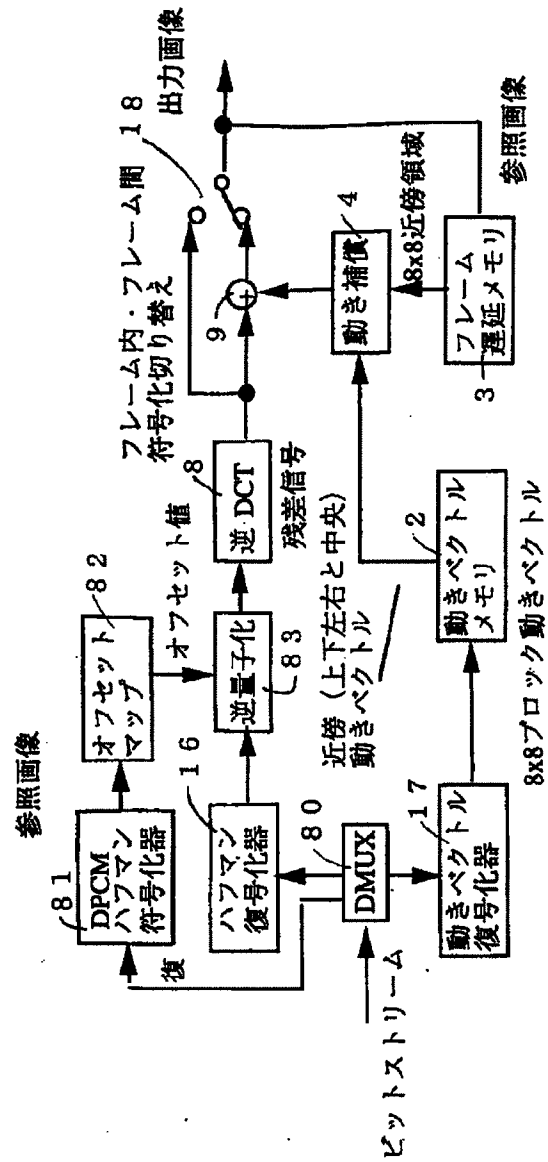 参照画像
81
DPCM
ハフマン
符号化器
復
オフセット
マップ
82
オフセット値
16
ハフマン
復号化器
逆量子化
83
逆DCT
8
残差信号
フレーム内・フレーム間
符号化切り替え
18
出力画像
9
+
80
DMUX
ビットストリーム
近傍(上下左右と中央)
動きベクトル
動き補償
4
8x8近傍領域
参照画像
フレーム
遅延メモリ
3
17
動きベクトル
復号化器
8x8ブロック動きベクトル
2
動きベクトル
メモリ